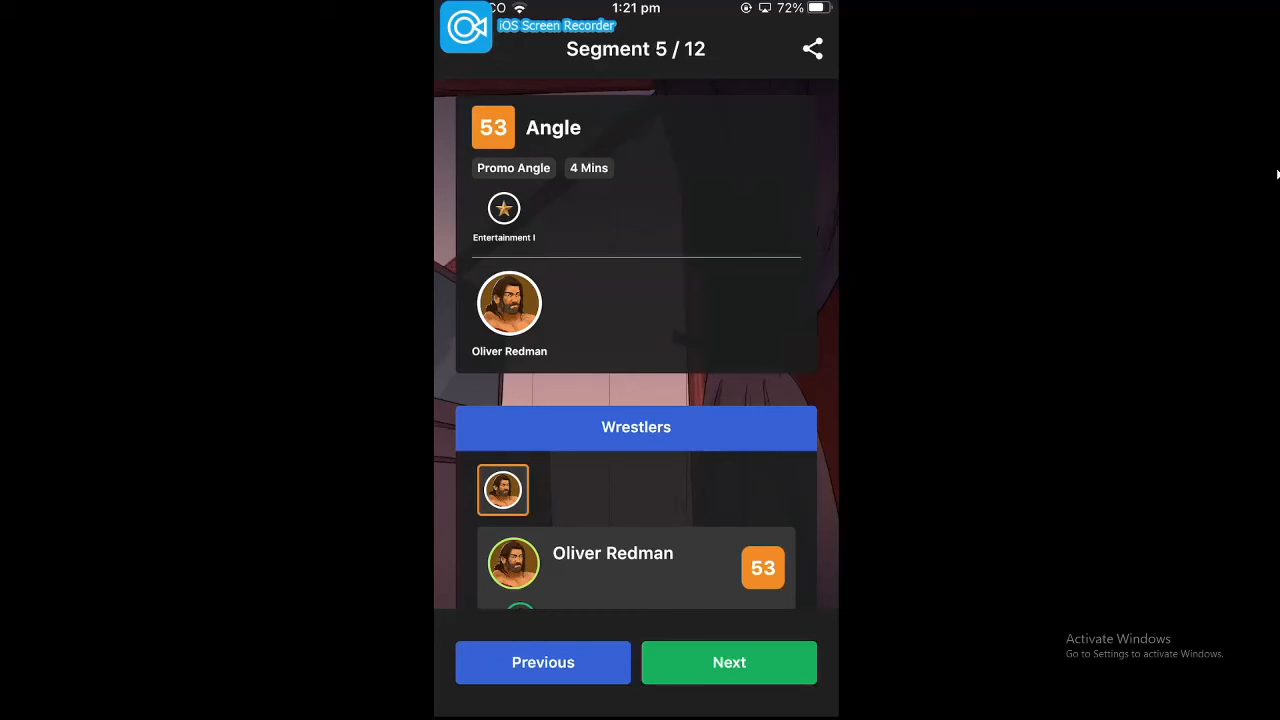 CO 1:21 pm 72%
iOS Screen Recorder
Segment 5 / 12
53 Angle
Promo Angle 4 Mins
Entertainment I
Oliver Redman
Wrestlers
Oliver Redman
53
Activate Windows
Go to Settings to activate Windows.
Previous Next